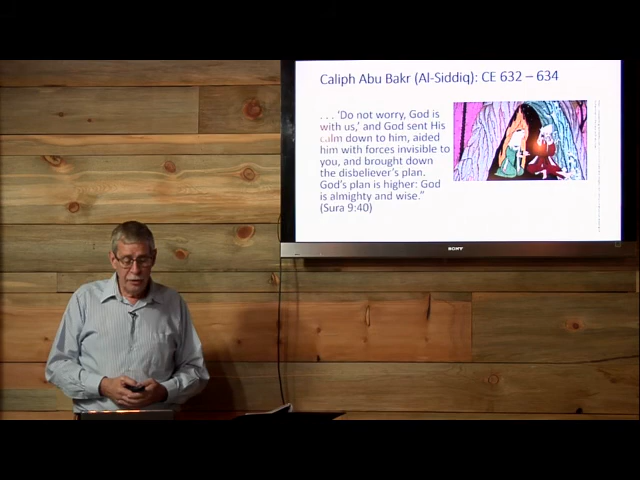 Caliph Abu Bakr (Al-Siddiq): CE 632 – 634
. . . 'Do not worry, God is
with us,' and God sent His
calm down to him, aided
him with forces invisible to
you, and brought down
the disbeliever's plan.
God's plan is higher: God
is almighty and wise."
(Sura 9:40)
SONY